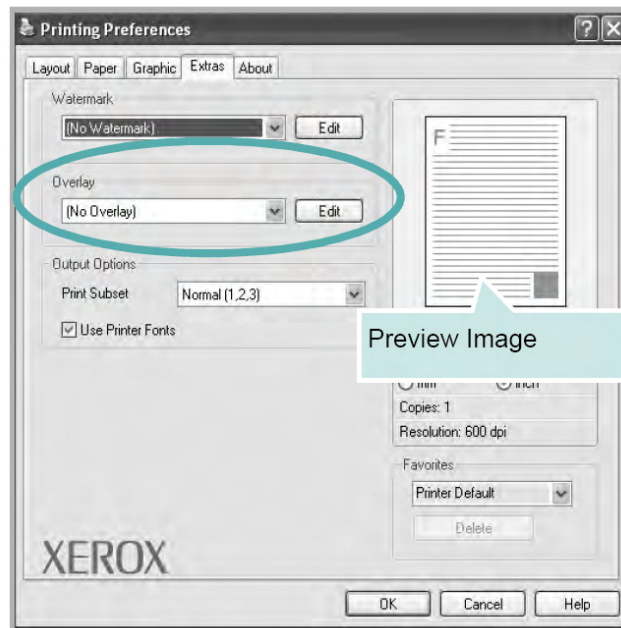 Printing Preferences
Layout Paper Graphic Extras About
Watermark
(No Watermark) Edit
Overlay
(No Overlay) Edit
Output Options
Print Subset Normal (1,2,3)
Use Printer Fonts
F
Preview Image
mm inch
Copies: 1
Resolution: 600 dpi
Favorites
Printer Default
Delete
XEROX
OK Cancel Help